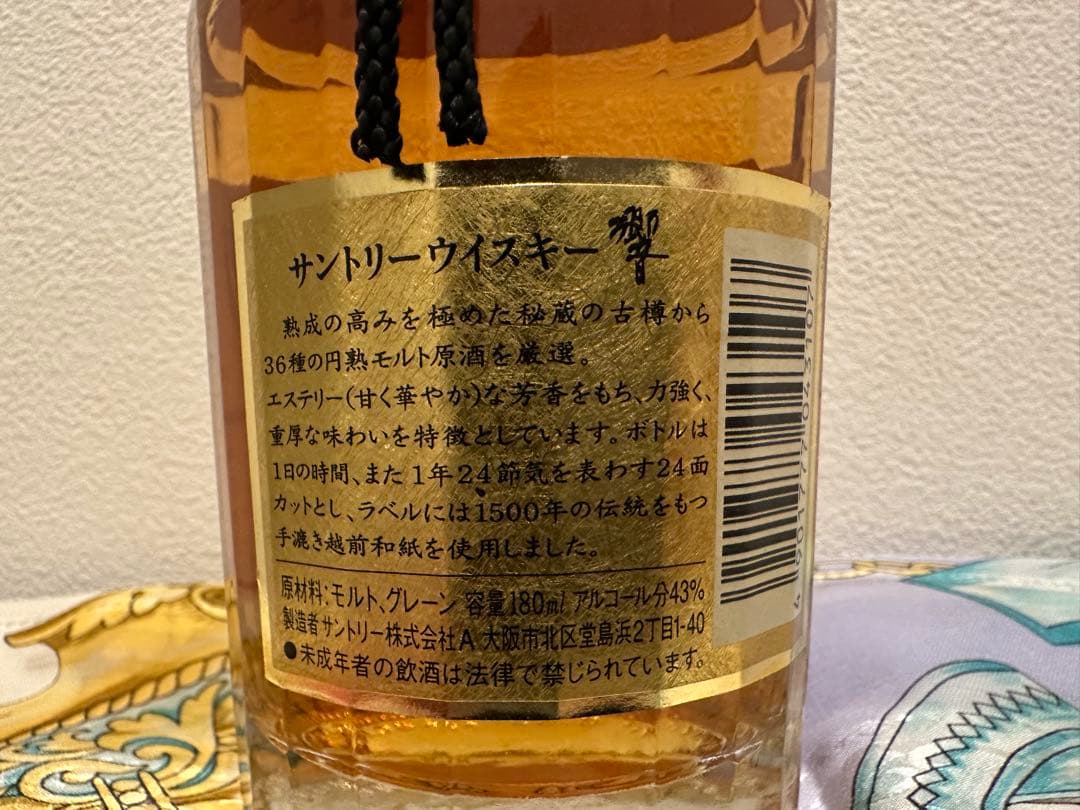 サントリーウイスキー 響
熟成の高みを極めた秘蔵の古樽から
36種の円熟モルト原酒を厳選。
エステリー(甘く華やか)な芳香をもち、力強く、
重厚な味わいを特徴としています。ボトルは
1日の時間、また1年24節気を表わす24面
カットとし、ラベルには1500年の伝統をもつ
手漉き越前和紙を使用しました。
原材料:モルト、グレーン 容量180ml アルコール分43%
製造者サントリー株式会社A 大阪市北区堂島浜2丁目1-40
●未成年者の飲酒は法律で禁じられています。
4901777043107